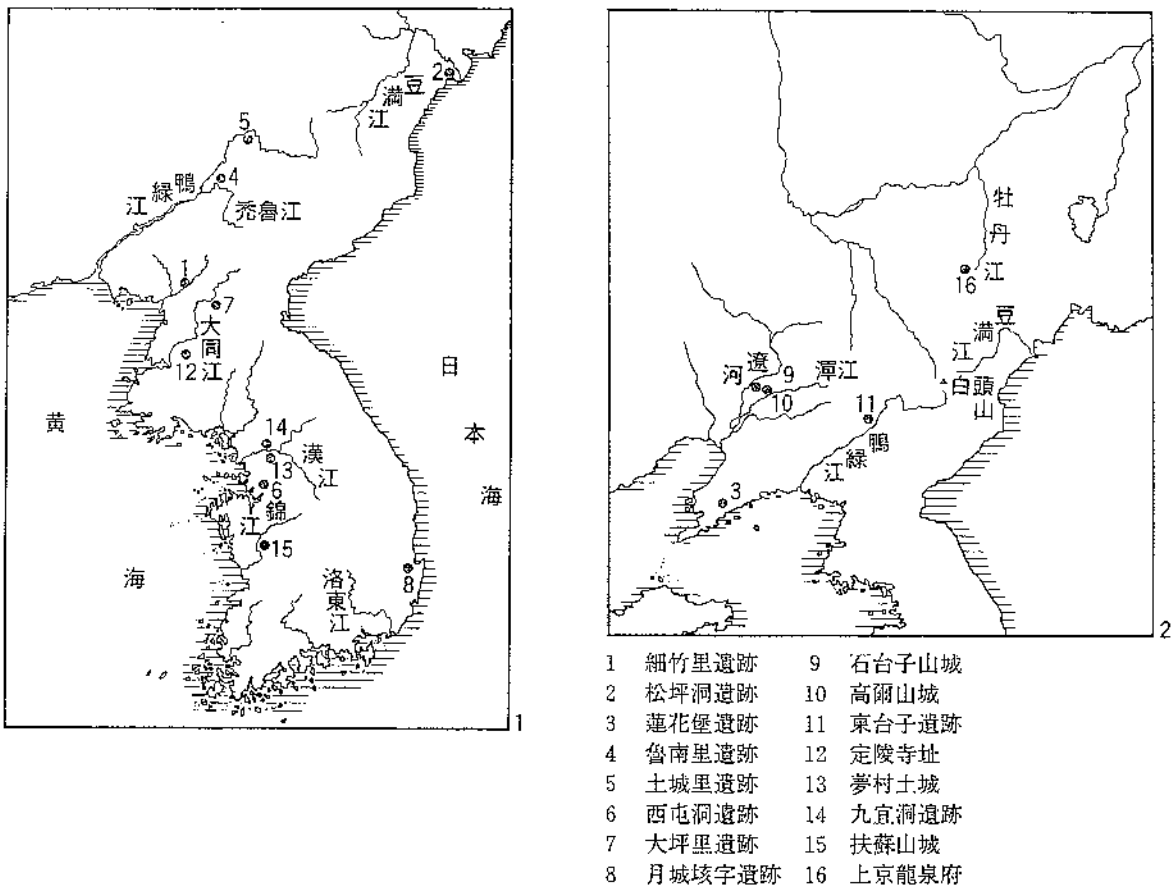 2
豆満江
5
4
鴨緑江
禿魯江
1
7
大同江
12
日本海
黄海
14
漢江
13
6
錦江
15
8
洛東江
1
牡丹江
16
豆満江
遼河
9
渾江
10
11
白頭山
鴨緑江
3
2
1 細竹里遺跡 9 石台子山城
2 松坪洞遺跡 10 高爾山城
3 蓮花堡遺跡 11 東台子遺跡
4 魯南里遺跡 12 定陵寺址
5 土城里遺跡 13 夢村土城
6 西屯洞遺跡 14 九宜洞遺跡
7 大坪里遺跡 15 扶蘇山城
8 月城垓字遺跡 16 上京龍泉府